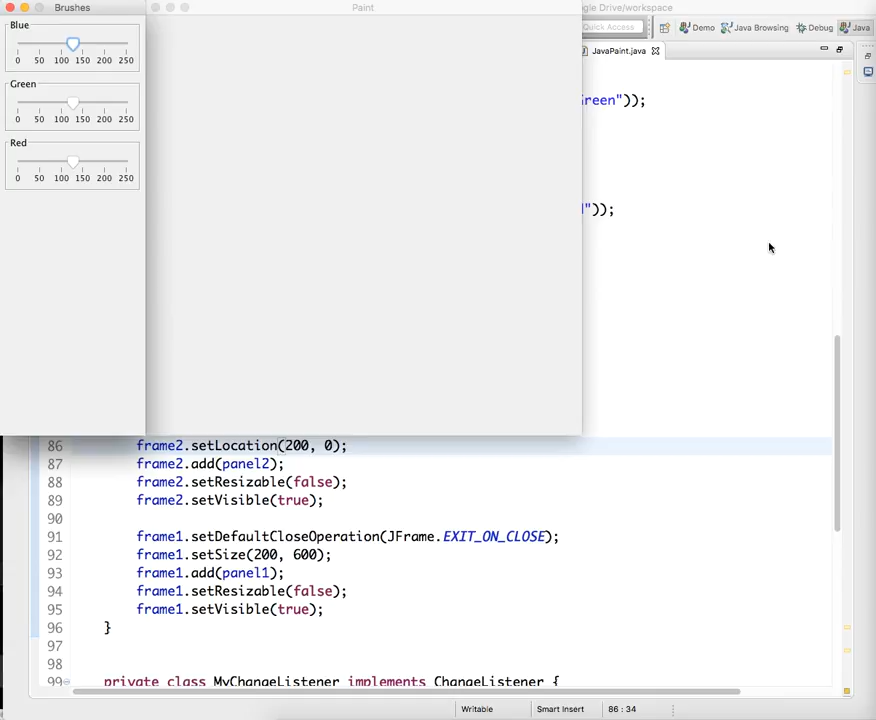 Brushes
Paint
gle Drive/workspace
Blue
0 50 100 150 200 250
Green
0 50 100 150 200 250
Red
0 50 100 150 200 250
Quick Access
Demo
Java Browsing
Debug
Java
JavaPaint.java
reen"));
"));
86 frame2.setLocation(200, 0);
87 frame2.add(panel2);
88 frame2.setResizable(false);
89 frame2.setVisible(true);
90
91 frame1.setDefaultCloseOperation(JFrame.EXIT_ON_CLOSE);
92 frame1.setSize(200, 600);
93 frame1.add(panel1);
94 frame1.setResizable(false);
95 frame1.setVisible(true);
96 }
97
98
99 private class MyChangeListener implements ChangeListener {
Writable
Smart Insert
86 : 34